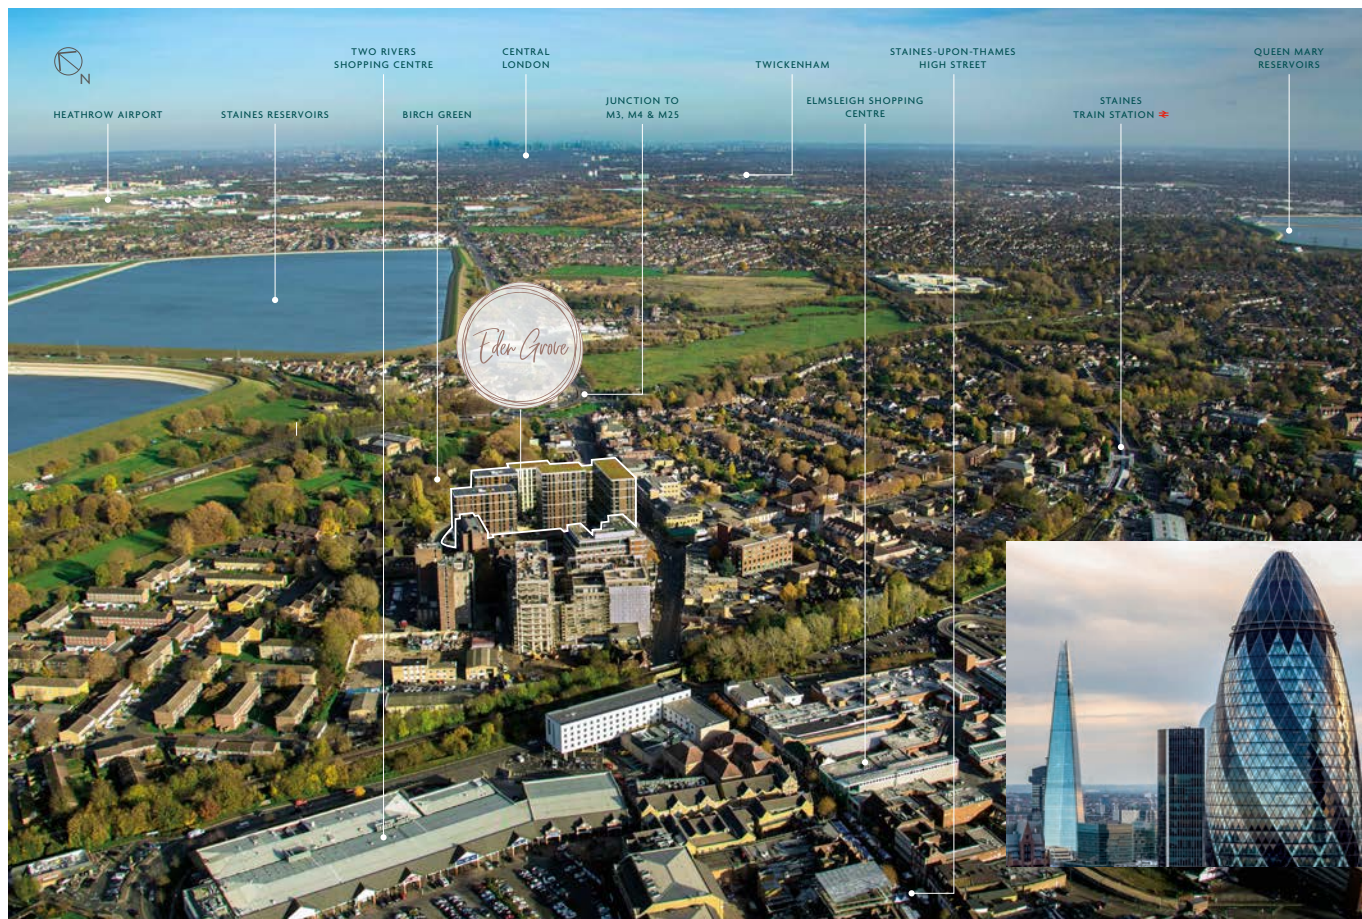 N
TWO RIVERS
SHOPPING CENTRE
CENTRAL
LONDON
TWICKENHAM
STAINES-UPON-THAMES
HIGH STREET
QUEEN MARY
RESERVOIRS
HEATHROW AIRPORT
STAINES RESERVOIRS
BIRCH GREEN
JUNCTION TO
M3, M4 & M25
ELMSLEIGH SHOPPING
CENTRE
STAINES
TRAIN STATION
Eden Grove